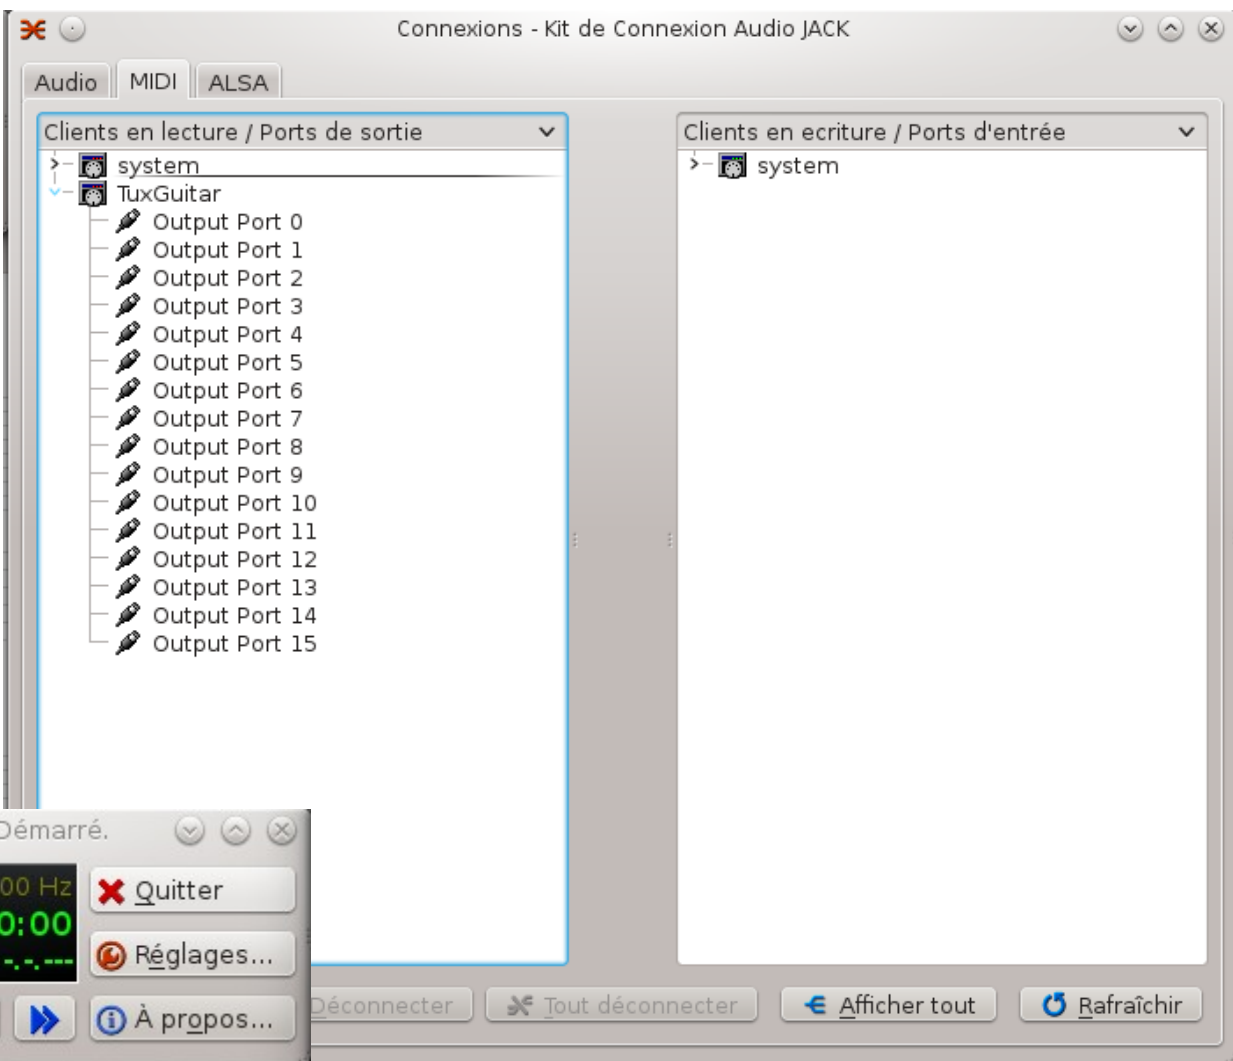 Connexions - Kit de Connexion Audio JACK
Audio MIDI ALSA
Clients en lecture / Ports de sortie
system
TuxGuitar
Output Port 0
Output Port 1
Output Port 2
Output Port 3
Output Port 4
Output Port 5
Output Port 6
Output Port 7
Output Port 8
Output Port 9
Output Port 10
Output Port 11
Output Port 12
Output Port 13
Output Port 14
Output Port 15
Clients en ecriture / Ports d'entrée
system
Démarré.
00 Hz
0:00
-.-.---
Quitter
Réglages...
À propos...
Déconnecter Tout déconnecter Afficher tout Rafraîchir